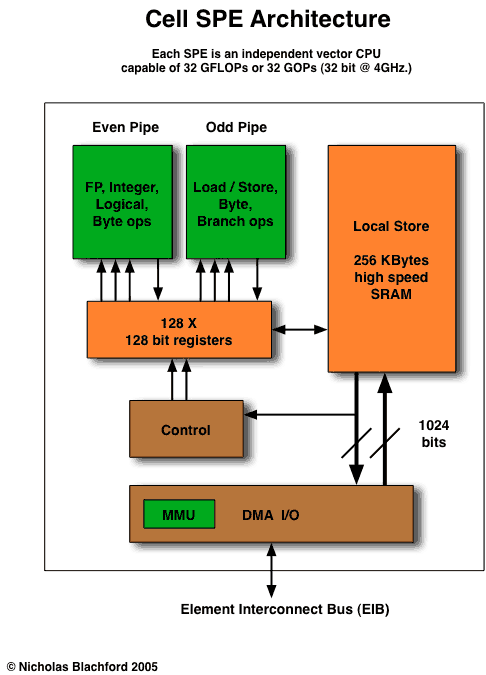 Cell SPE Architecture
Each SPE is an independent vector CPU
capable of 32 GFLOPs or 32 GOPs (32 bit @ 4GHz.)
Even Pipe
Odd Pipe
FP, Integer,
Logical,
Byte ops
Load / Store,
Byte,
Branch ops
Local Store
256 KBytes
high speed
SRAM
128 X
128 bit registers
Control
1024
bits
MMU
DMA I/O
Element Interconnect Bus (EIB)
© Nicholas Blachford 2005